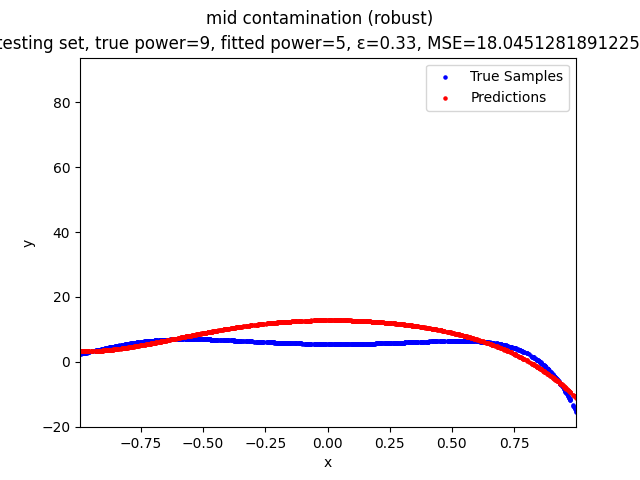 mid contamination (robust)
testing set, true power=9, fitted power=5, ε=0.33, MSE=18.0451281891225
True Samples
Predictions
80
60
40
20
0
−20
y
−0.75 −0.50 −0.25 0.00 0.25 0.50 0.75
x